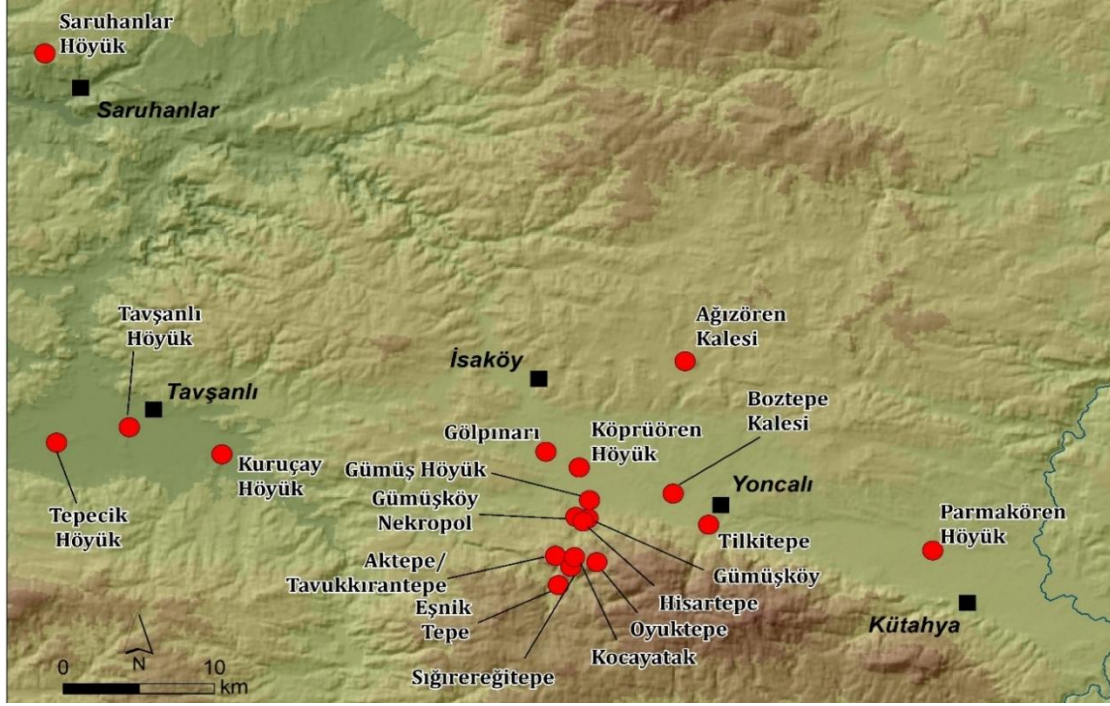 Saruhanlar
Höyük
Saruhanlar
Tavşanlı
Höyük
Tavşanlı
Tepecik
Höyük
Kuruçay
Höyük
İsaköy
Ağızören
Kalesi
Boztepe
Kalesi
Gölpınarı
Köprüören
Höyük
Gümüş Höyük
Yoncalı
Gümüşköy
Nekropol
Tilkitepe
Parmakören
Höyük
Aktepe/
Tavukkırantepe
Gümüşköy
Eşnik
Tepe
Hisartepe
Oyuktepe
Kocayatak
Sığırereğitepe
Kütahya
0 N 10
km